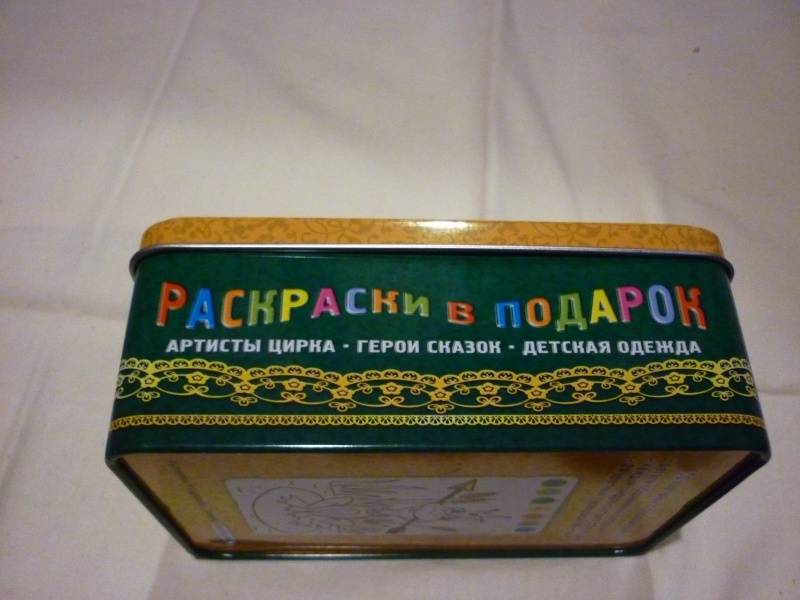 РАСКРАСКИ В ПОДАРОК
АРТИСТЫ ЦИРКА · ГЕРОИ СКАЗОК · ДЕТСКАЯ ОДЕЖДА